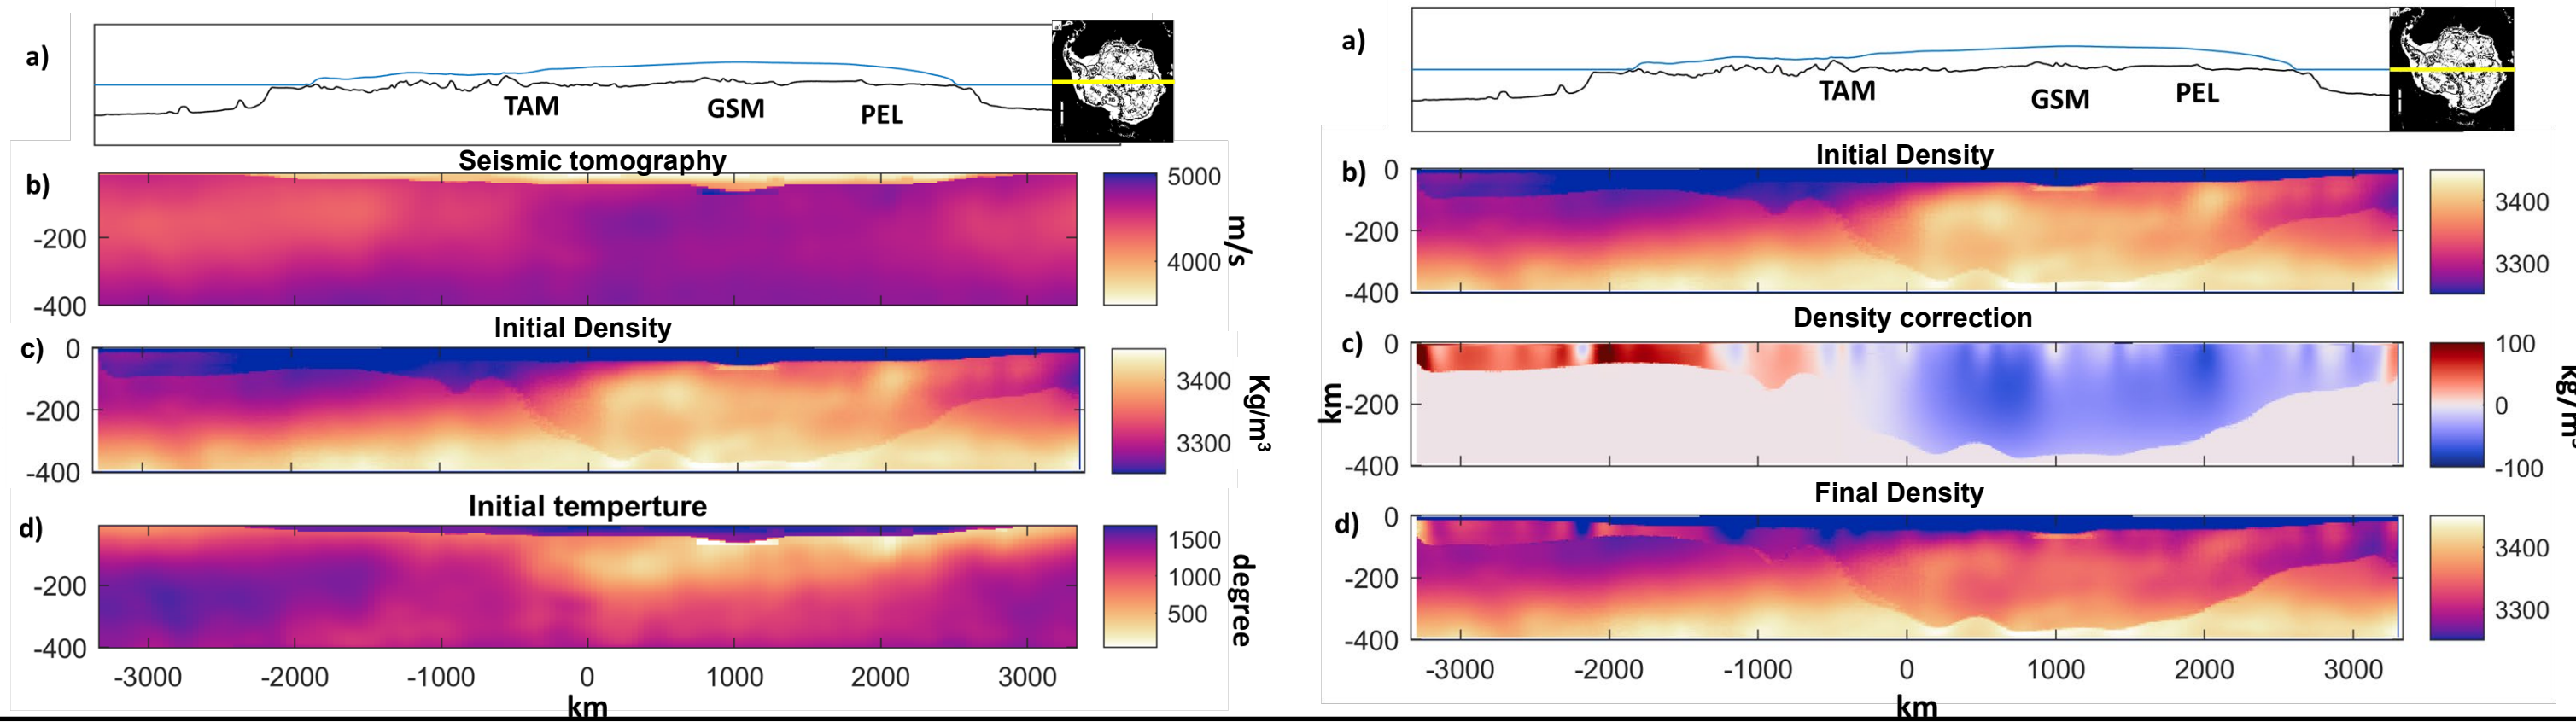 a)
TAM
GSM
PEL
Seismic tomography
b)
-200
-400
5000
4000
m/s
Initial Density
c)
0
-200
-400
3400
3300
Kg/m³
Initial temperture
d)
-200
-400
1500
1000
500
degree
-3000 -2000 -1000 0 1000 2000 3000
km
a)
TAM
GSM
PEL
Initial Density
b)
0
-200
-400
3400
3300
Density correction
c)
0
-200
-400
km
100
0
-100
Final Density
d)
0
-200
-400
3400
3300
-3000 -2000 -1000 0 1000 2000 3000
km